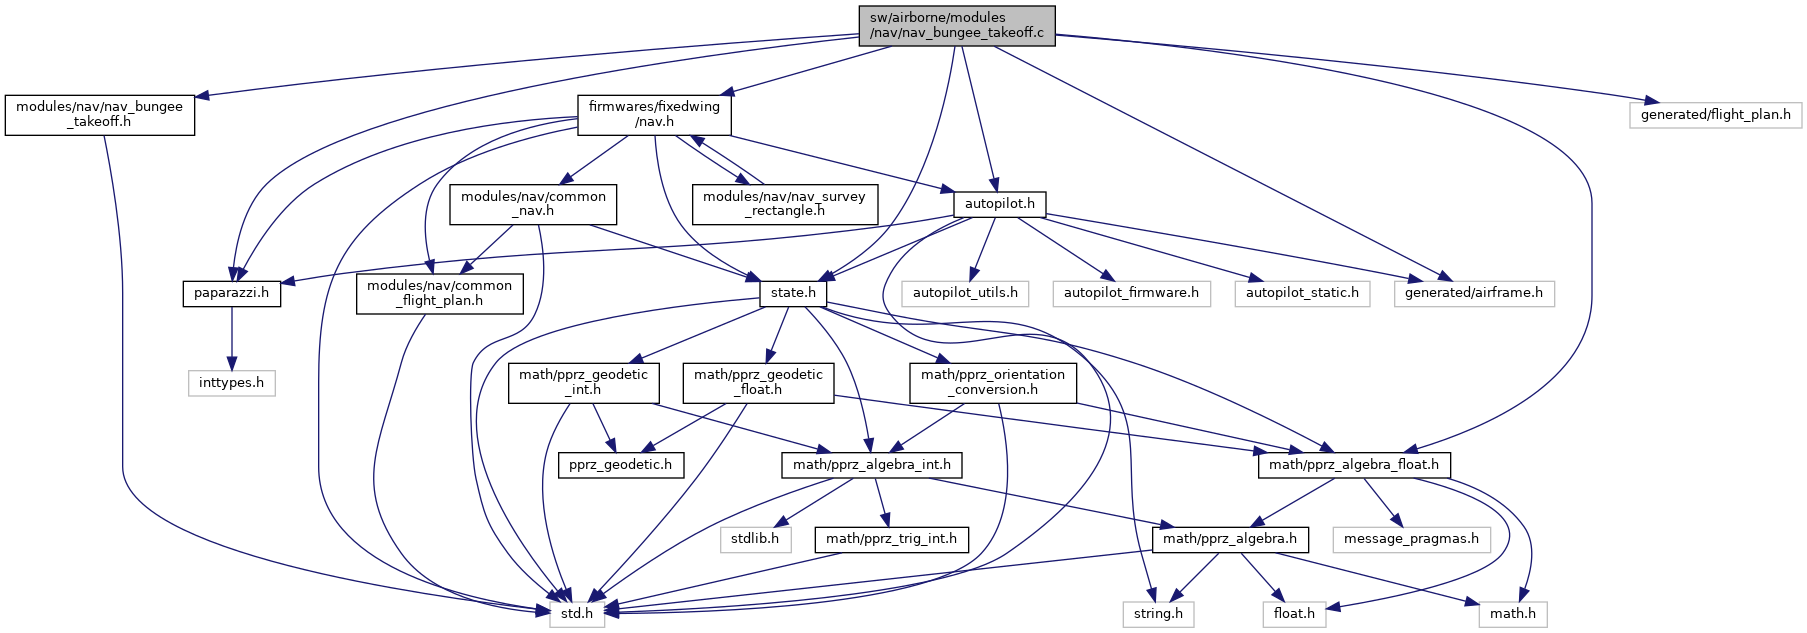 sw/airborne/modules
/nav/nav_bungee_takeoff.c
modules/nav/nav_bungee
_takeoff.h
firmwares/fixedwing
/nav.h
generated/flight_plan.h
modules/nav/common
_nav.h
modules/nav/nav_survey
_rectangle.h
autopilot.h
paparazzi.h
modules/nav/common
_flight_plan.h
state.h
autopilot_utils.h
autopilot_firmware.h
autopilot_static.h
generated/airframe.h
inttypes.h
math/pprz_geodetic
_int.h
math/pprz_geodetic
_float.h
math/pprz_orientation
_conversion.h
pprz_geodetic.h
math/pprz_algebra_int.h
math/pprz_algebra_float.h
stdlib.h
math/pprz_trig_int.h
math/pprz_algebra.h
message_pragmas.h
std.h
string.h
float.h
math.h